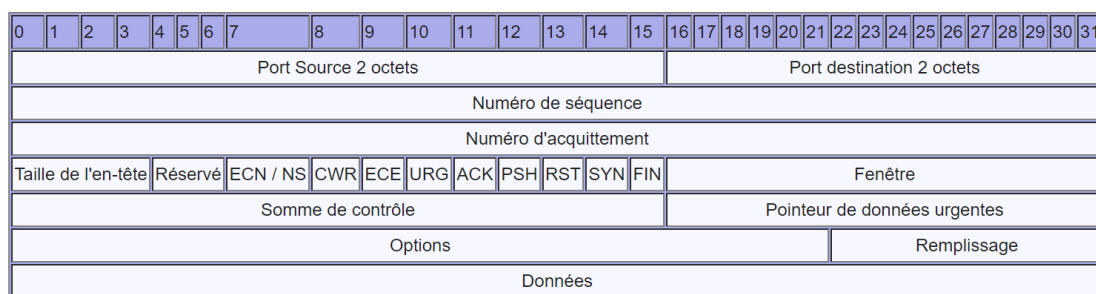 0 1 2 3 4 5 6 7 8 9 10 11 12 13 14 15 16 17 18 19 20 21 22 23 24 25 26 27 28 29 30 31
Port Source 2 octets Port destination 2 octets
Numéro de séquence
Numéro d'acquittement
Taille de l'en-tête Réservé ECN / NS CWR ECE URG ACK PSH RST SYN FIN Fenêtre
Somme de contrôle Pointeur de données urgentes
Options Remplissage
Données